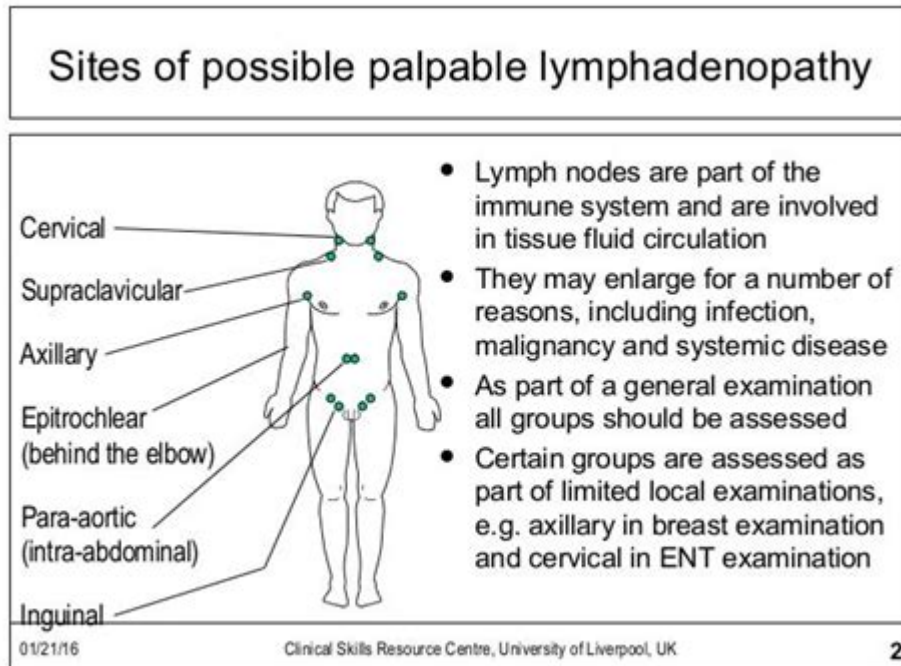 Sites of possible palpable lymphadenopathy
Cervical
Supraclavicular
Axillary
Epitrochlear
(behind the elbow)
Para-aortic
(intra-abdominal)
Inguinal
• Lymph nodes are part of the
immune system and are involved
in tissue fluid circulation
• They may enlarge for a number of
reasons, including infection,
malignancy and systemic disease
• As part of a general examination
all groups should be assessed
• Certain groups are assessed as
part of limited local examinations,
e.g. axillary in breast examination
and cervical in ENT examination
01/21/16
Clinical Skills Resource Centre, University of Liverpool, UK
2